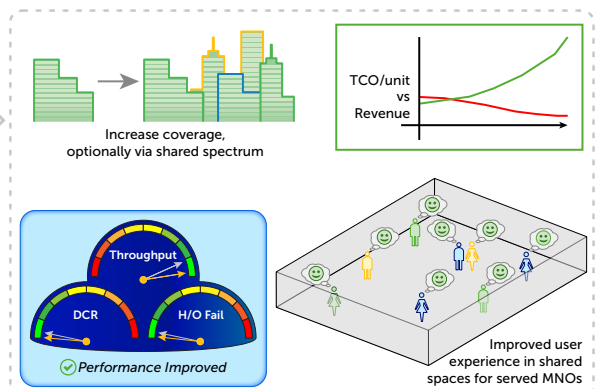 Increase coverage,
optionally via shared spectrum
TCO/unit
vs
Revenue
Throughput
DCR
H/O Fail
Performance Improved
Improved user
experience in shared
spaces for served MNOs